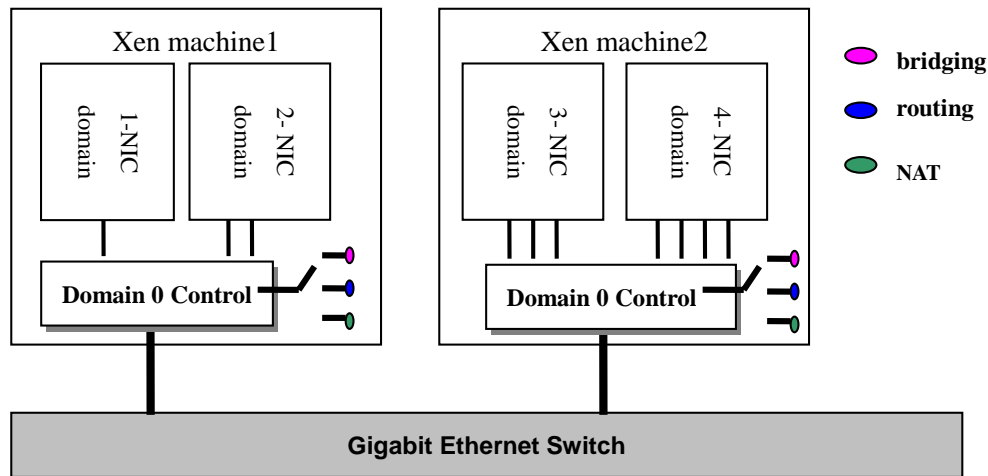 Xen machine1
1-NIC
domain
2- NIC
domain
Domain 0 Control
Xen machine2
3- NIC
domain
4- NIC
domain
Domain 0 Control
bridging
routing
NAT
Gigabit Ethernet Switch